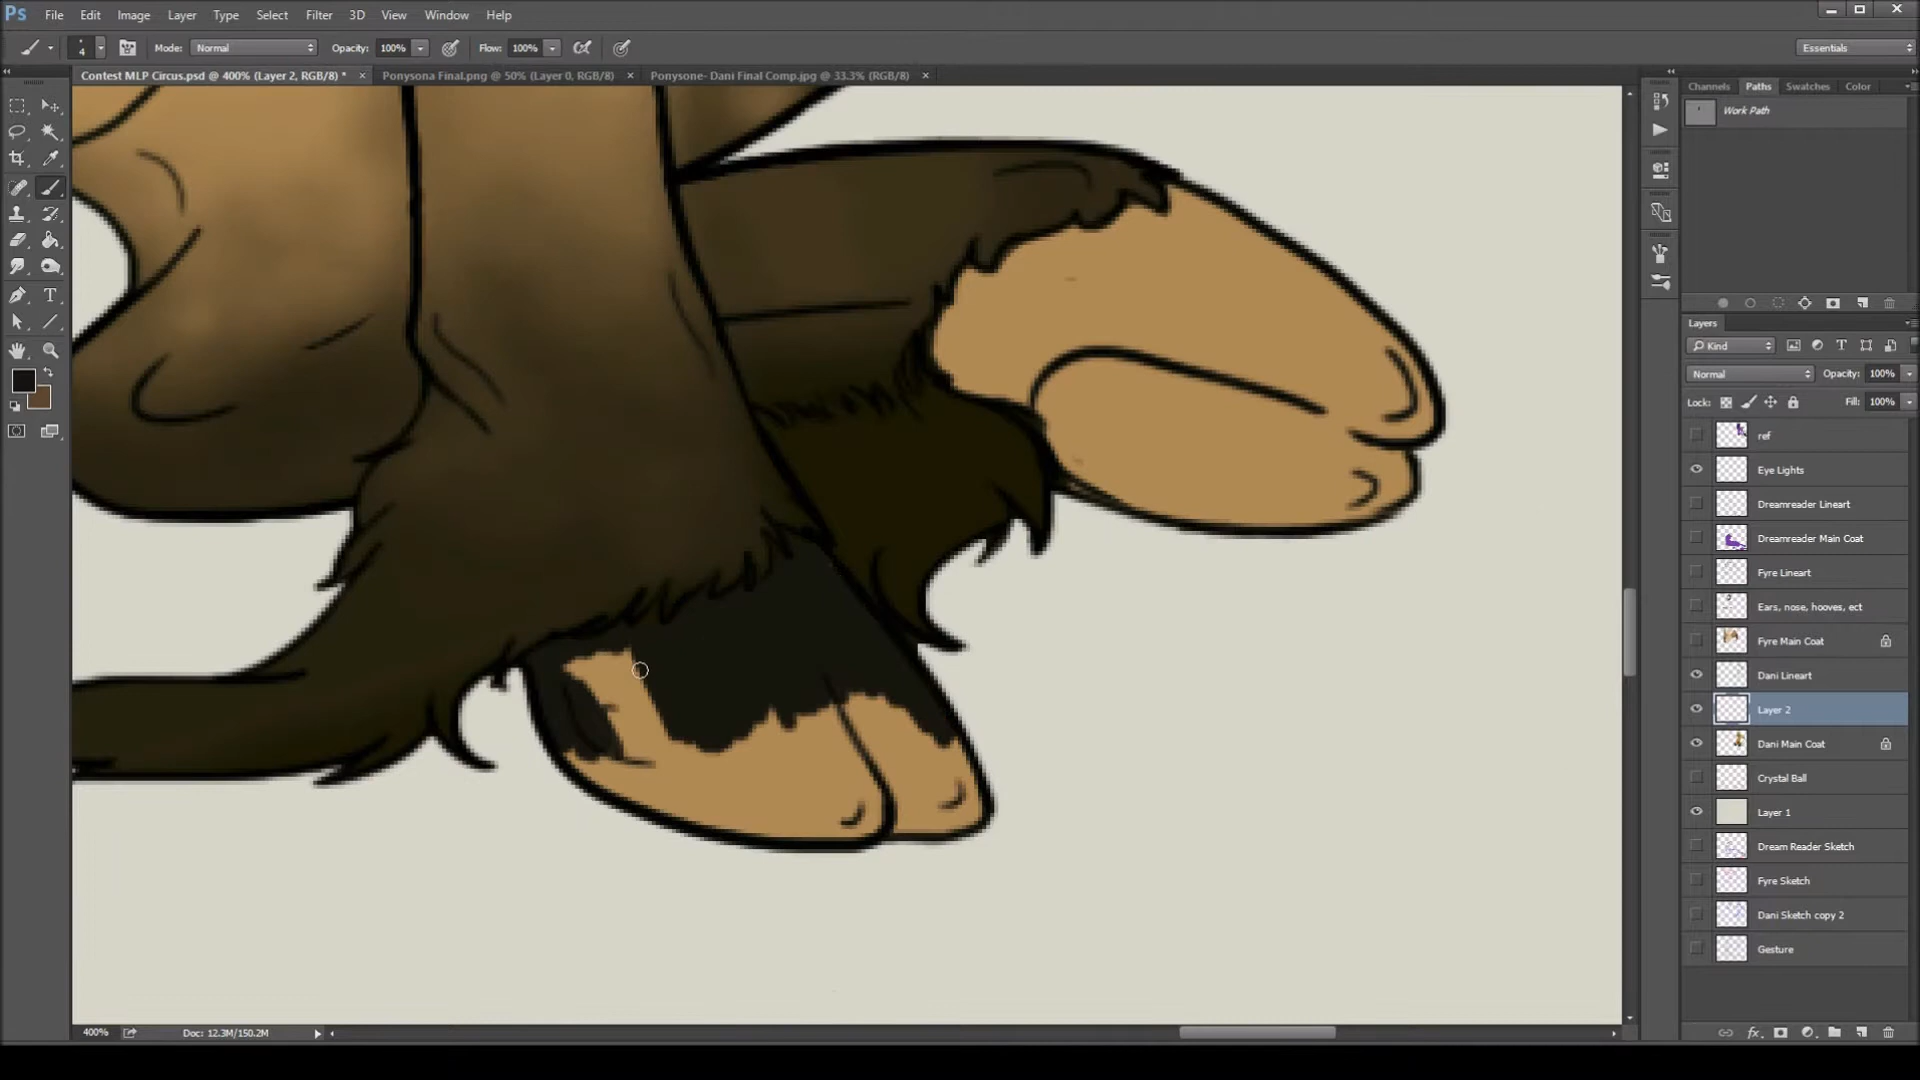 Ps File Edit Image Layer Type Select Filter 3D View Window Help
4 Mode: Normal Opacity: 100% Flow: 100% Essentials
Contest MLP Circus.psd @ 400% (Layer 2, RGB/8) * × Ponysona Final.png @ 50% (Layer 0, RGB/8) × Ponysone- Dani Final Comp.jpg @ 33.3% (RGB/8) ×
Channels Paths Swatches Color
Work Path
Layers
Kind
Normal Opacity: 100%
Lock: Fill: 100%
ref
Eye Lights
Dreamreader Lineart
Dreamreader Main Coat
Fyre Lineart
Ears, nose, hooves, ect
Fyre Main Coat
Dani Lineart
Layer 2
Dani Main Coat
Crystal Ball
Layer 1
Dream Reader Sketch
Fyre Sketch
Dani Sketch copy 2
Gesture
400% Doc: 12.3M/150.2M